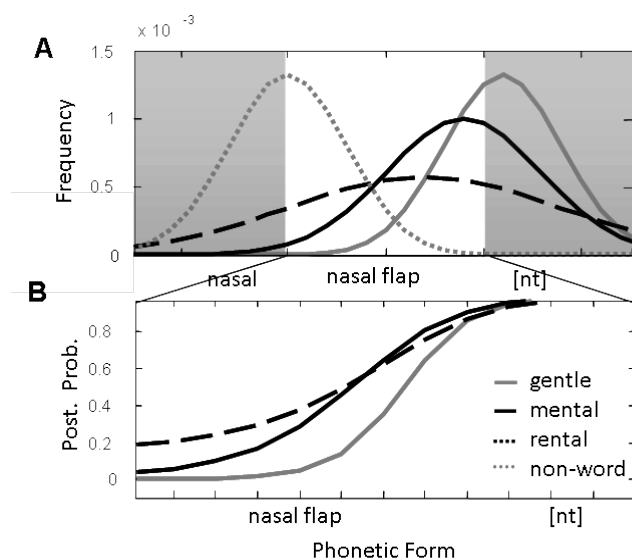 x 10⁻³
A
1.5
1
0.5
0
Frequency
nasal
nasal flap
[nt]
B
0.8
0.6
0.4
0.2
0
Post. Prob.
gentle
mental
rental
non-word
nasal flap
[nt]
Phonetic Form